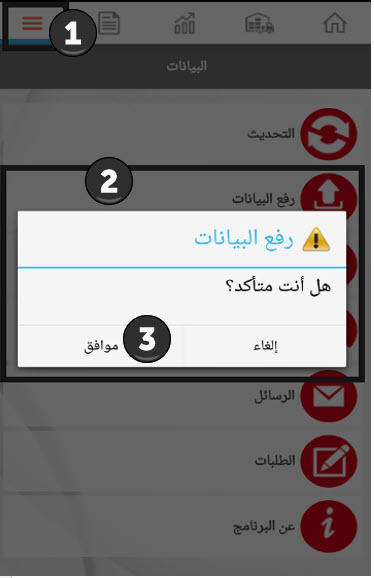 1
البيانات
التحديث
2
رفع البيانات
رفع البيانات
هل أنت متأكد؟
إلغاء
3
موافق
الرسائل
الطلبات
عن البرنامج